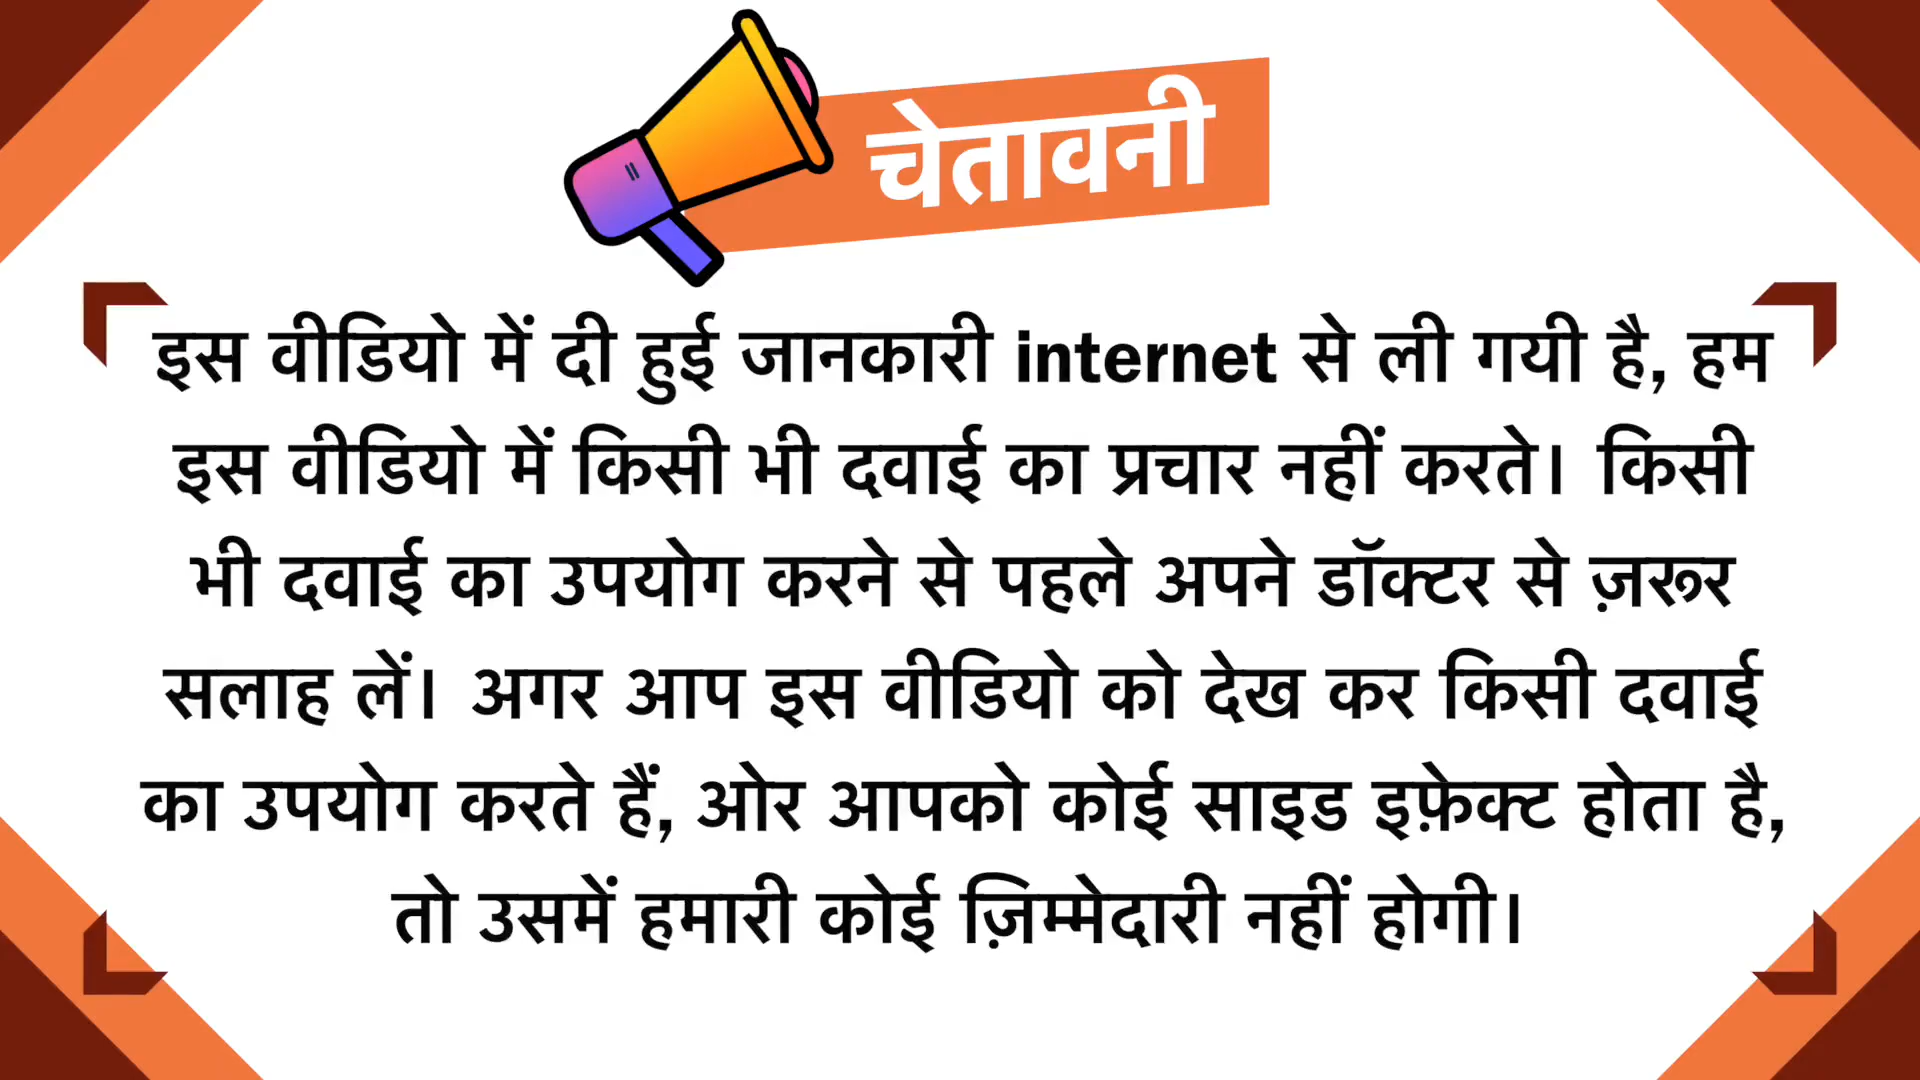 चेतावनी
इस वीडियो में दी हुई जानकारी internet से ली गयी है, हम
इस वीडियो में किसी भी दवाई का प्रचार नहीं करते। किसी
भी दवाई का उपयोग करने से पहले अपने डॉक्टर से ज़रूर
सलाह लें। अगर आप इस वीडियो को देख कर किसी दवाई
का उपयोग करते हैं, ओर आपको कोई साइड इफ़ेक्ट होता है,
तो उसमें हमारी कोई ज़िम्मेदारी नहीं होगी।